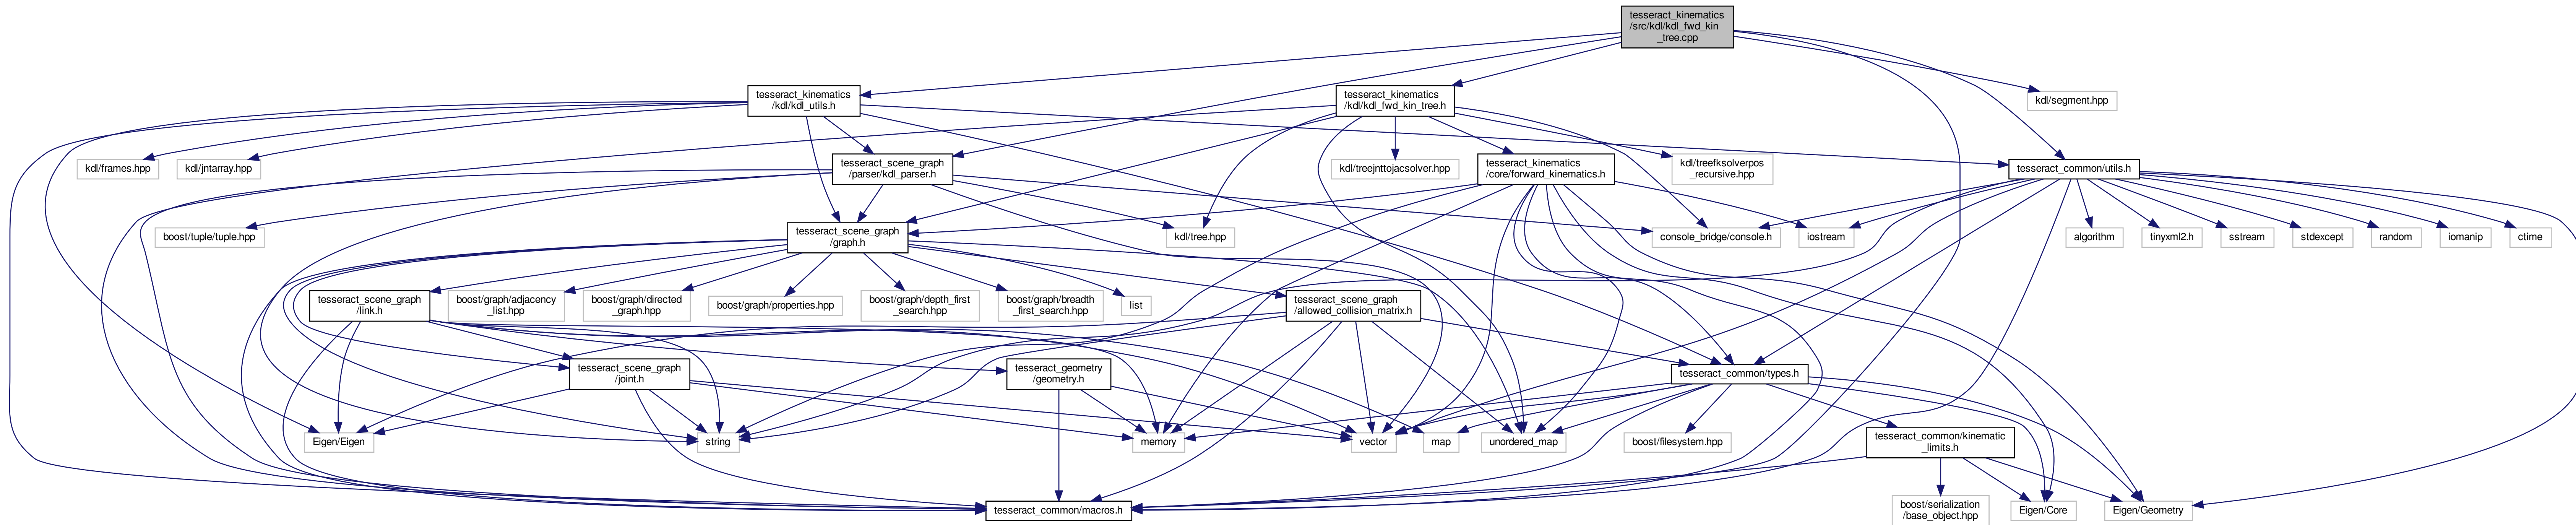 tesseract_kinematics
/src/kdl/kdl_fwd_kin
_tree.cpp
tesseract_kinematics
/kdl/kdl_utils.h
tesseract_kinematics
/kdl/kdl_fwd_kin_tree.h
kdl/segment.hpp
kdl/frames.hpp
kdl/jntarray.hpp
tesseract_scene_graph
/parser/kdl_parser.h
kdl/treejnttojacsolver.hpp
tesseract_kinematics
/core/forward_kinematics.h
kdl/treefksolverpos
_recursive.hpp
tesseract_common/utils.h
boost/tuple/tuple.hpp
tesseract_scene_graph
/graph.h
kdl/tree.hpp
console_bridge/console.h
iostream
algorithm
tinyxml2.h
sstream
stdexcept
random
iomanip
ctime
tesseract_scene_graph
/link.h
boost/graph/adjacency
_list.hpp
boost/graph/directed
_graph.hpp
boost/graph/properties.hpp
boost/graph/depth_first
_search.hpp
boost/graph/breadth
_first_search.hpp
list
tesseract_scene_graph
/allowed_collision_matrix.h
tesseract_scene_graph
/joint.h
tesseract_geometry
/geometry.h
tesseract_common/types.h
Eigen/Eigen
string
memory
vector
map
unordered_map
boost/filesystem.hpp
tesseract_common/kinematic
_limits.h
tesseract_common/macros.h
boost/serialization
/base_object.hpp
Eigen/Core
Eigen/Geometry